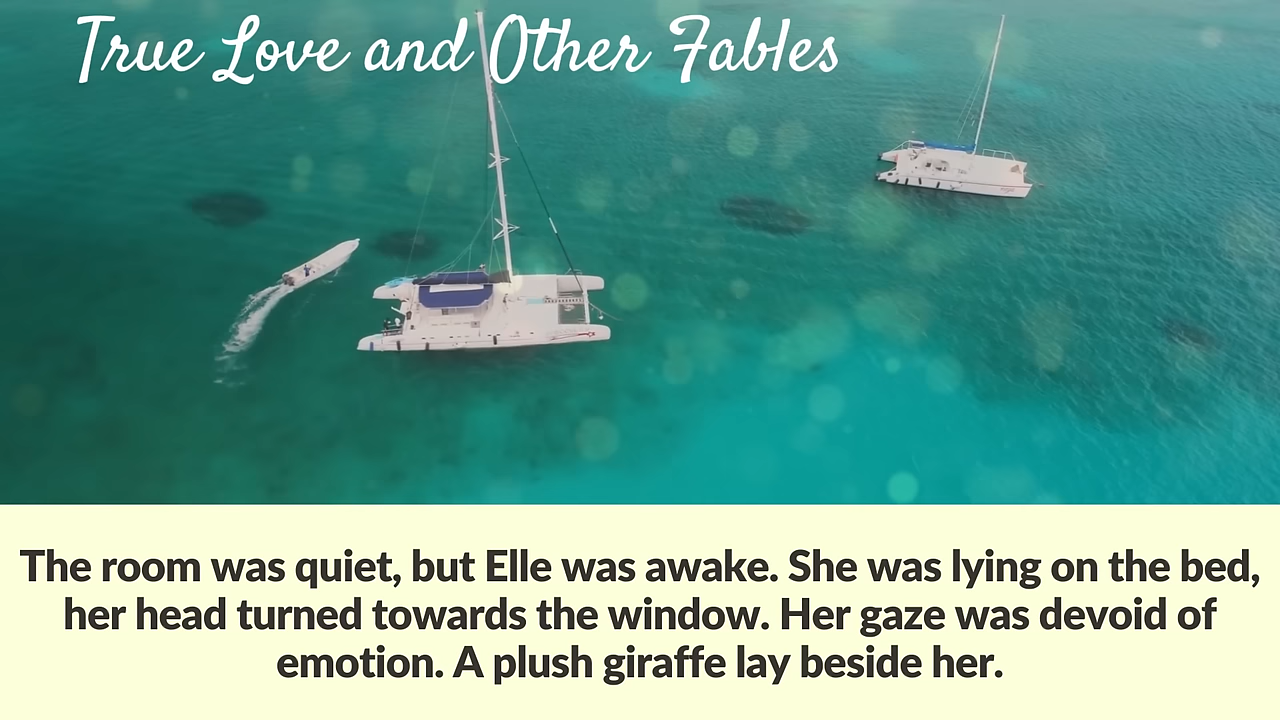 True Love and Other Fables
The room was quiet, but Elle was awake. She was lying on the bed,
her head turned towards the window. Her gaze was devoid of
emotion. A plush giraffe lay beside her.